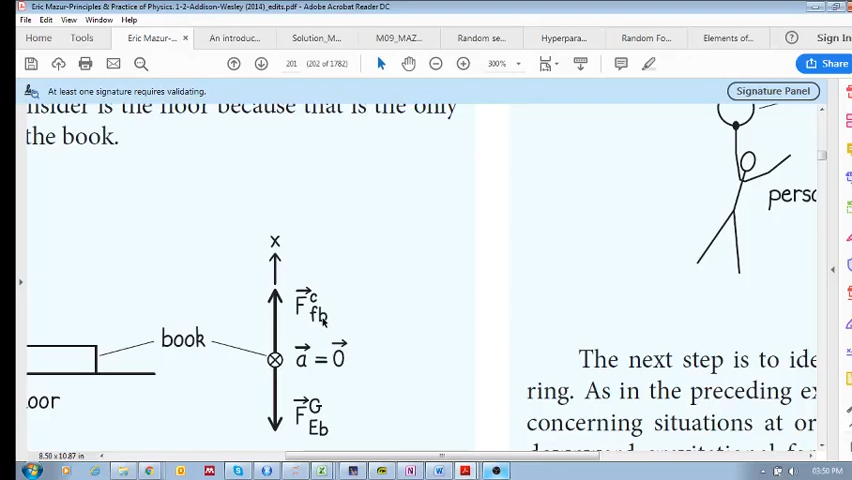 Eric Mazur-Principles & Practice of Physics. 1-2-Addison-Wesley (2014)_edits.pdf - Adobe Acrobat Reader DC
File Edit View Window Help
Home Tools Eric Mazur-... × An introduc... Solution_M... M09_MAZ... Random se... Hyperpara... Random Fo... Elements of... Sign In
201 (202 of 1782) 300% Share
At least one signature requires validating. Signature Panel
nsider is the floor because that is the only
the book.
person
x
F c fb
book
a = 0
oor
F G Eb
The next step is to ide
ring. As in the preceding ex
concerning situations at or
8.50 x 10.87 in
03:50 PM